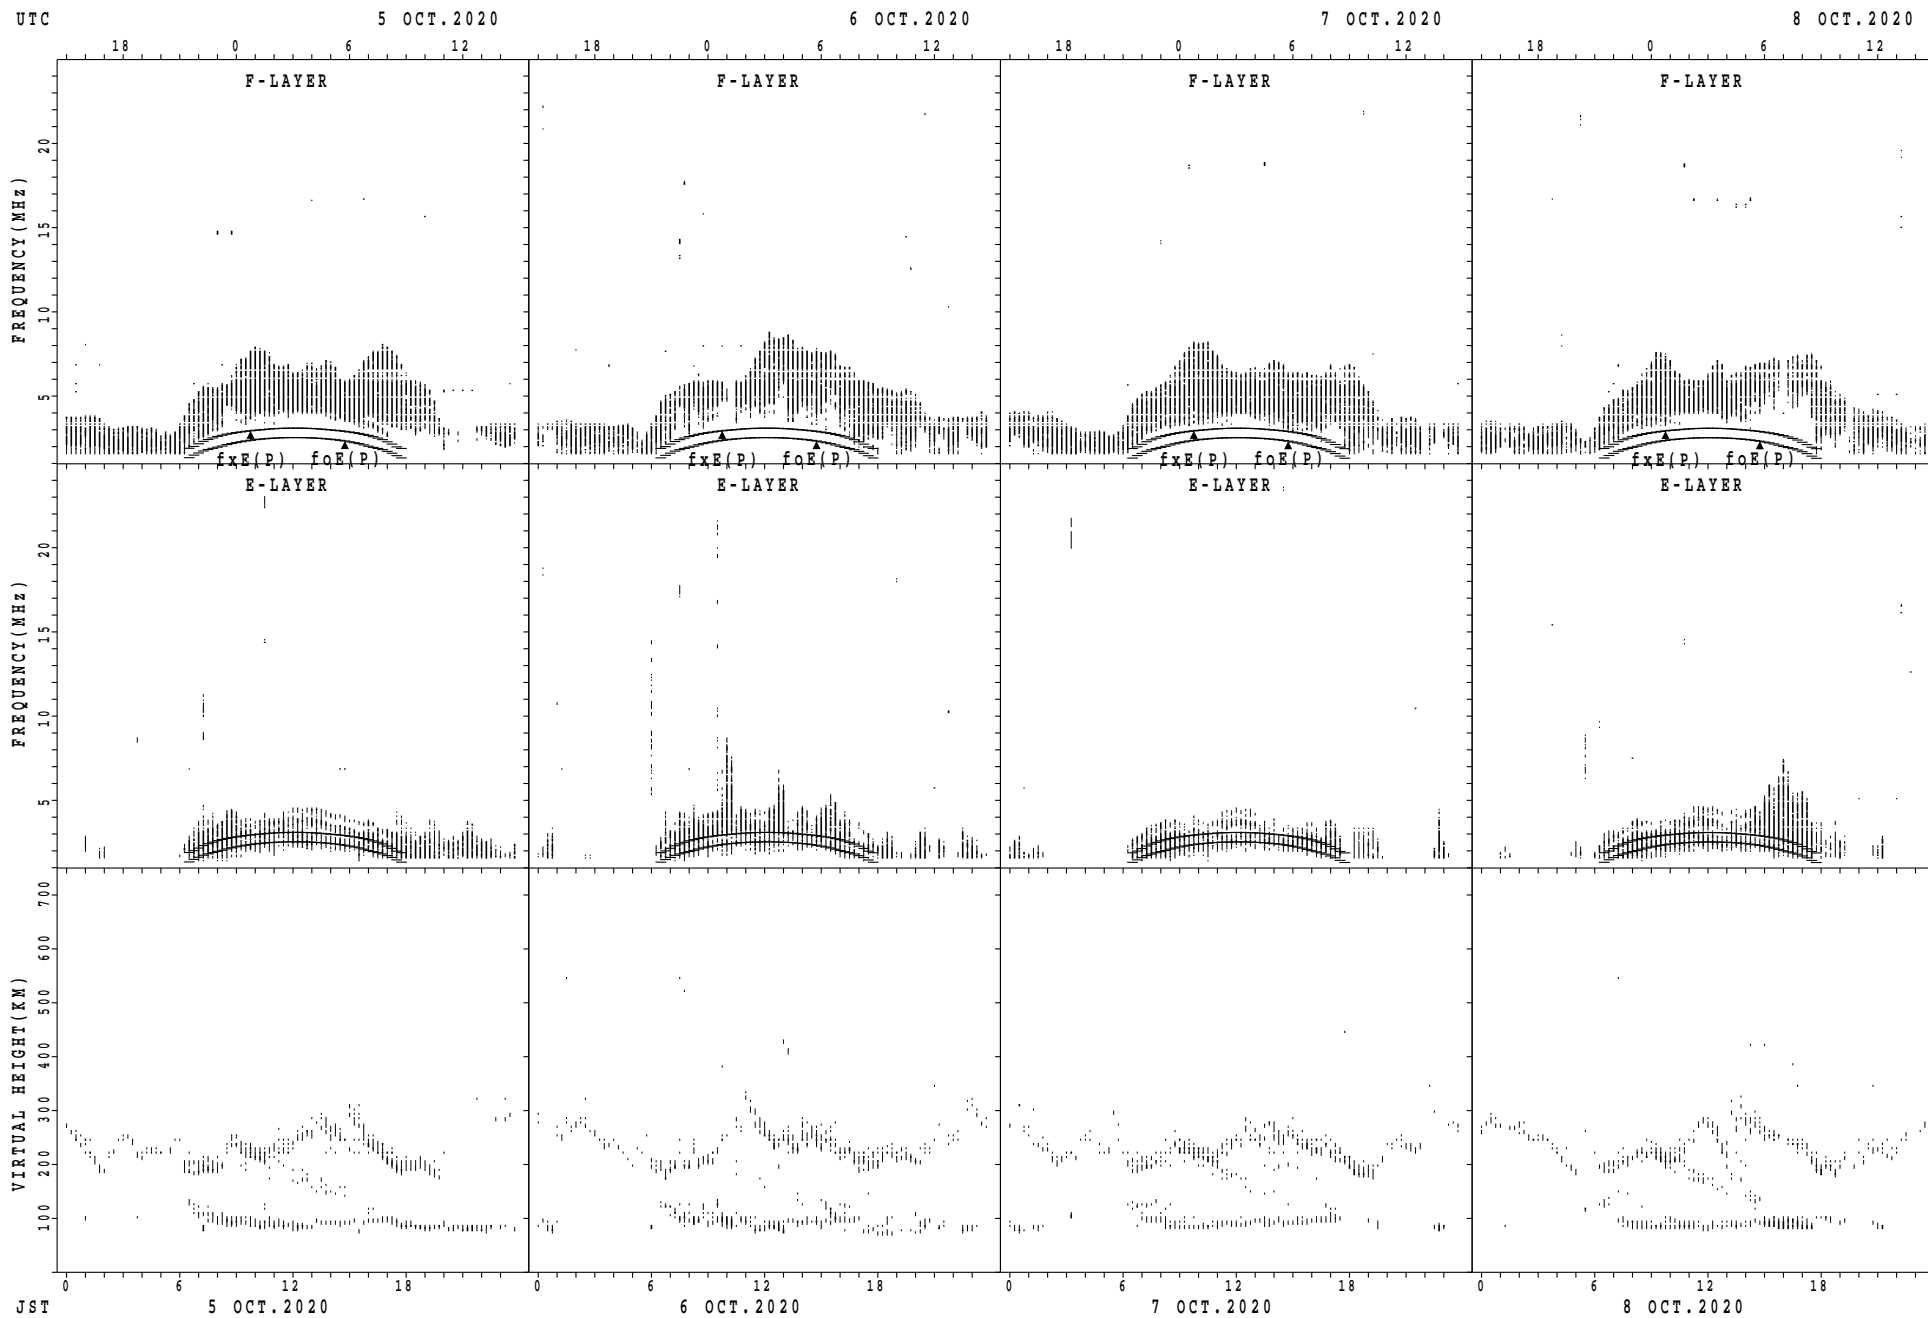 UTC 5 OCT.2020 6 OCT.2020 7 OCT.2020 8 OCT.2020
18 0 6 12 18 0 6 12 18 0 6 12 18 0 6 12
F-LAYER F-LAYER F-LAYER F-LAYER
FREQUENCY(MHz)
20
15
10
5
fxE(P) foE(P) fxE(P) foE(P) fxE(P) foE(P) fxE(P) foE(P)
E-LAYER E-LAYER E-LAYER E-LAYER
FREQUENCY(MHz)
20
15
10
5
VIRTUAL HEIGHT(KM)
700
600
500
400
300
200
100
0 6 12 18 0 6 12 18 0 6 12 18 0 6 12 18
JST 5 OCT.2020 6 OCT.2020 7 OCT.2020 8 OCT.2020